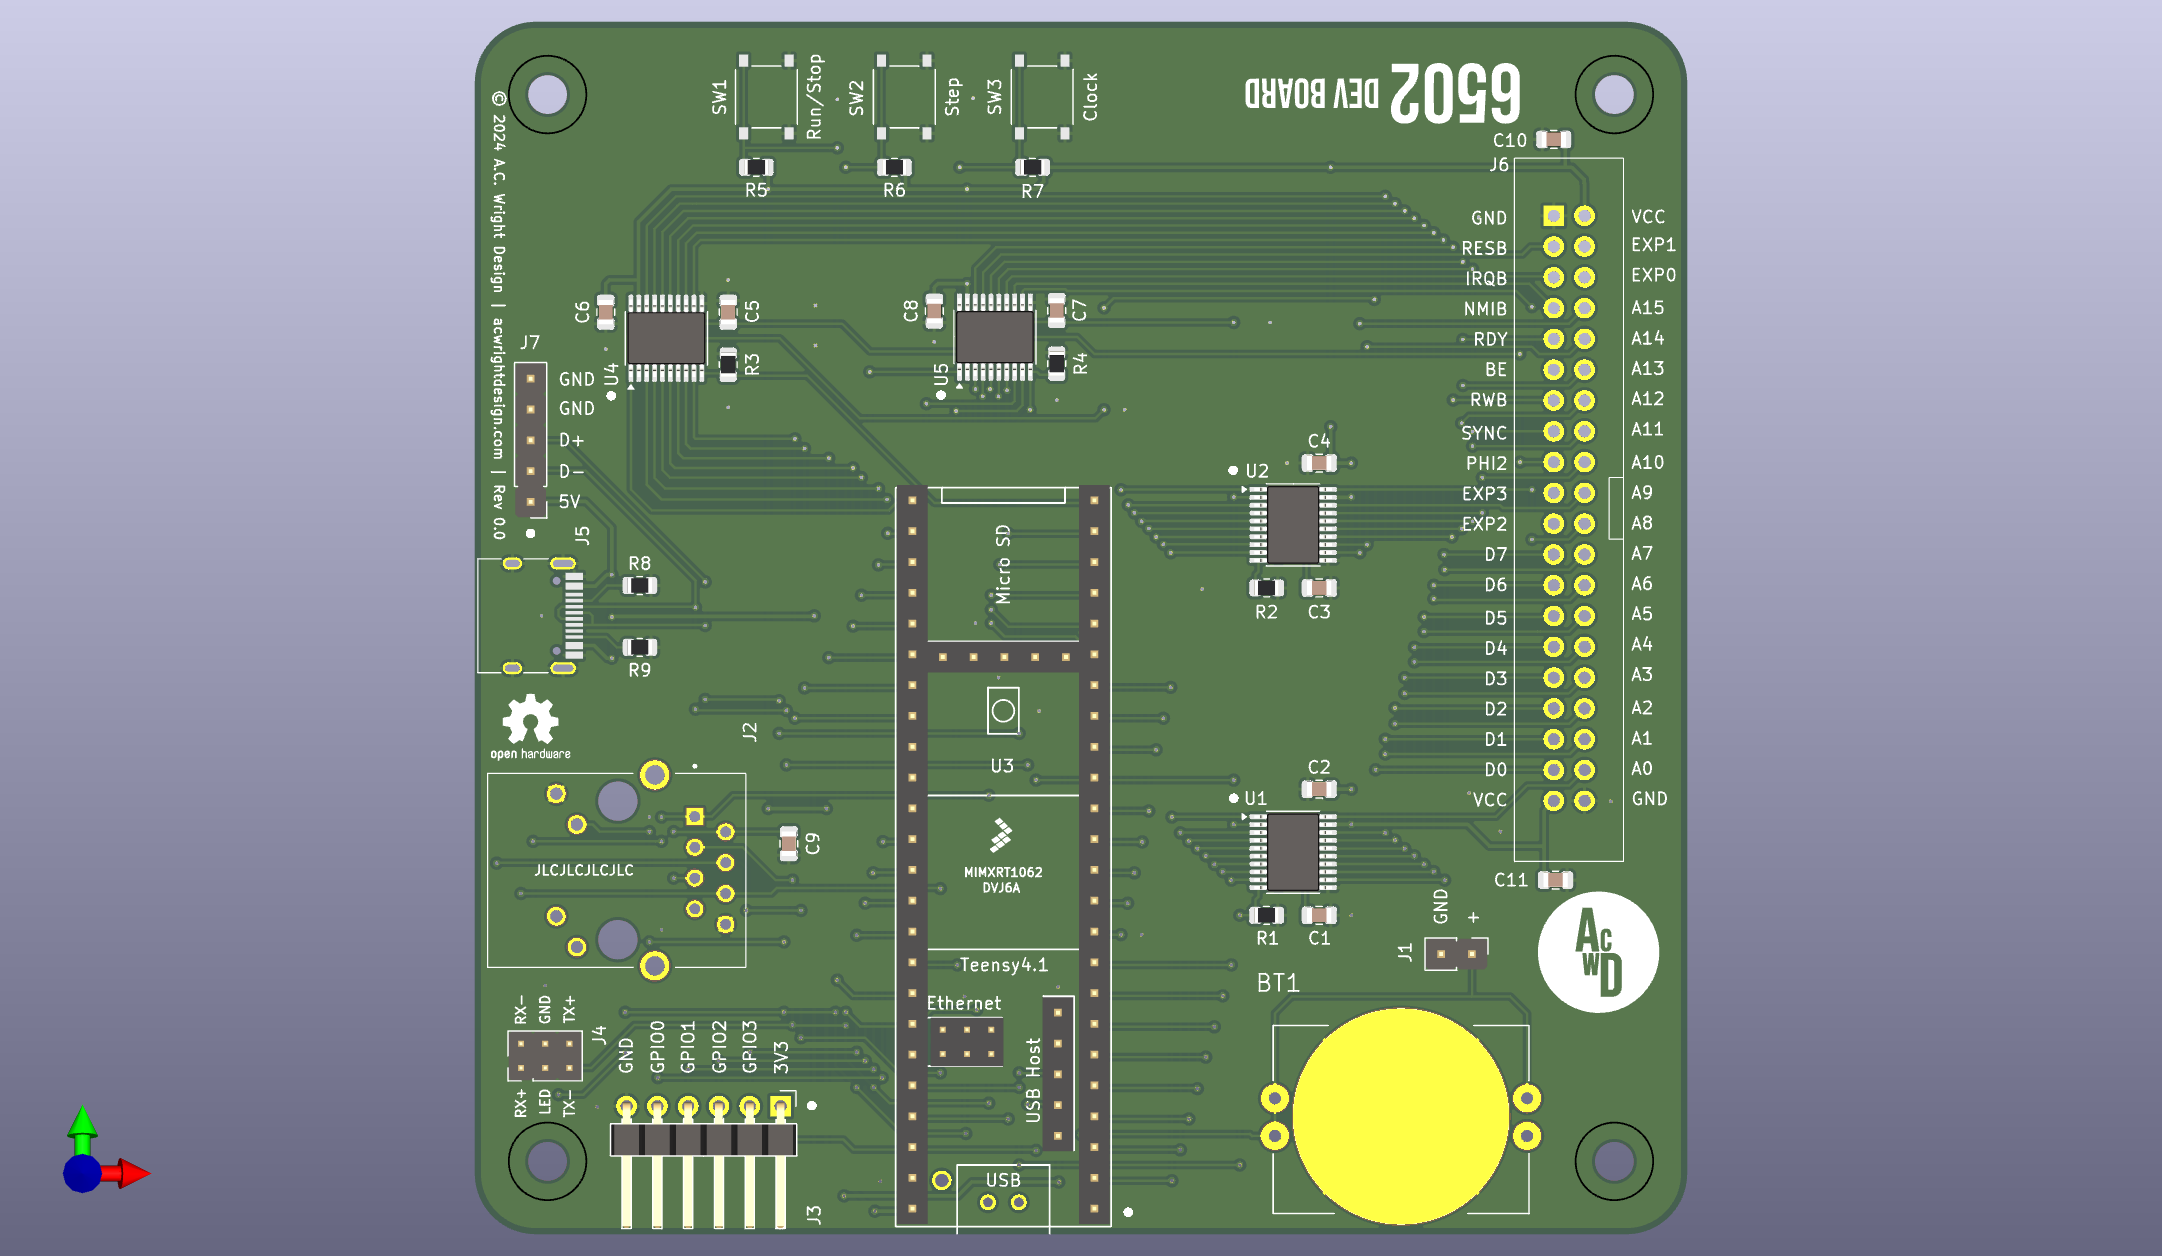 SW1
Run/Stop
SW2
Step
SW3
Clock
6502
DEV BOARD
R5
R6
R7
C10
J6
© 2024 A.C. Wright Design | acwrightdesign.com | Rev 0.0
GND
VCC
RESB
EXP1
IRQB
EXP0
NMIB
A15
RDY
A14
BE
A13
RWB
A12
SYNC
A11
PHI2
A10
EXP3
A9
EXP2
A8
D7
A7
D6
A6
D5
A5
D4
A4
D3
A3
D2
A2
D1
A1
D0
A0
VCC
GND
C6
C5
U4
R3
C8
C7
U5
R4
J7
GND
GND
D+
D-
5V
J5
R8
R9
open hardware
J2
C9
JLCJLCJLCJLC
C4
U2
R2
C3
C2
U1
R1
C1
C11
GND
+
J1
BT1
ACWD
Micro SD
U3
MIMXRT1062
DVJ6A
Teensy4.1
Ethernet
USB Host
USB
RX-
GND
TX+
J4
RX+
LED
TX-
GND
GPIO0
GPIO1
GPIO2
GPIO3
3V3
J3